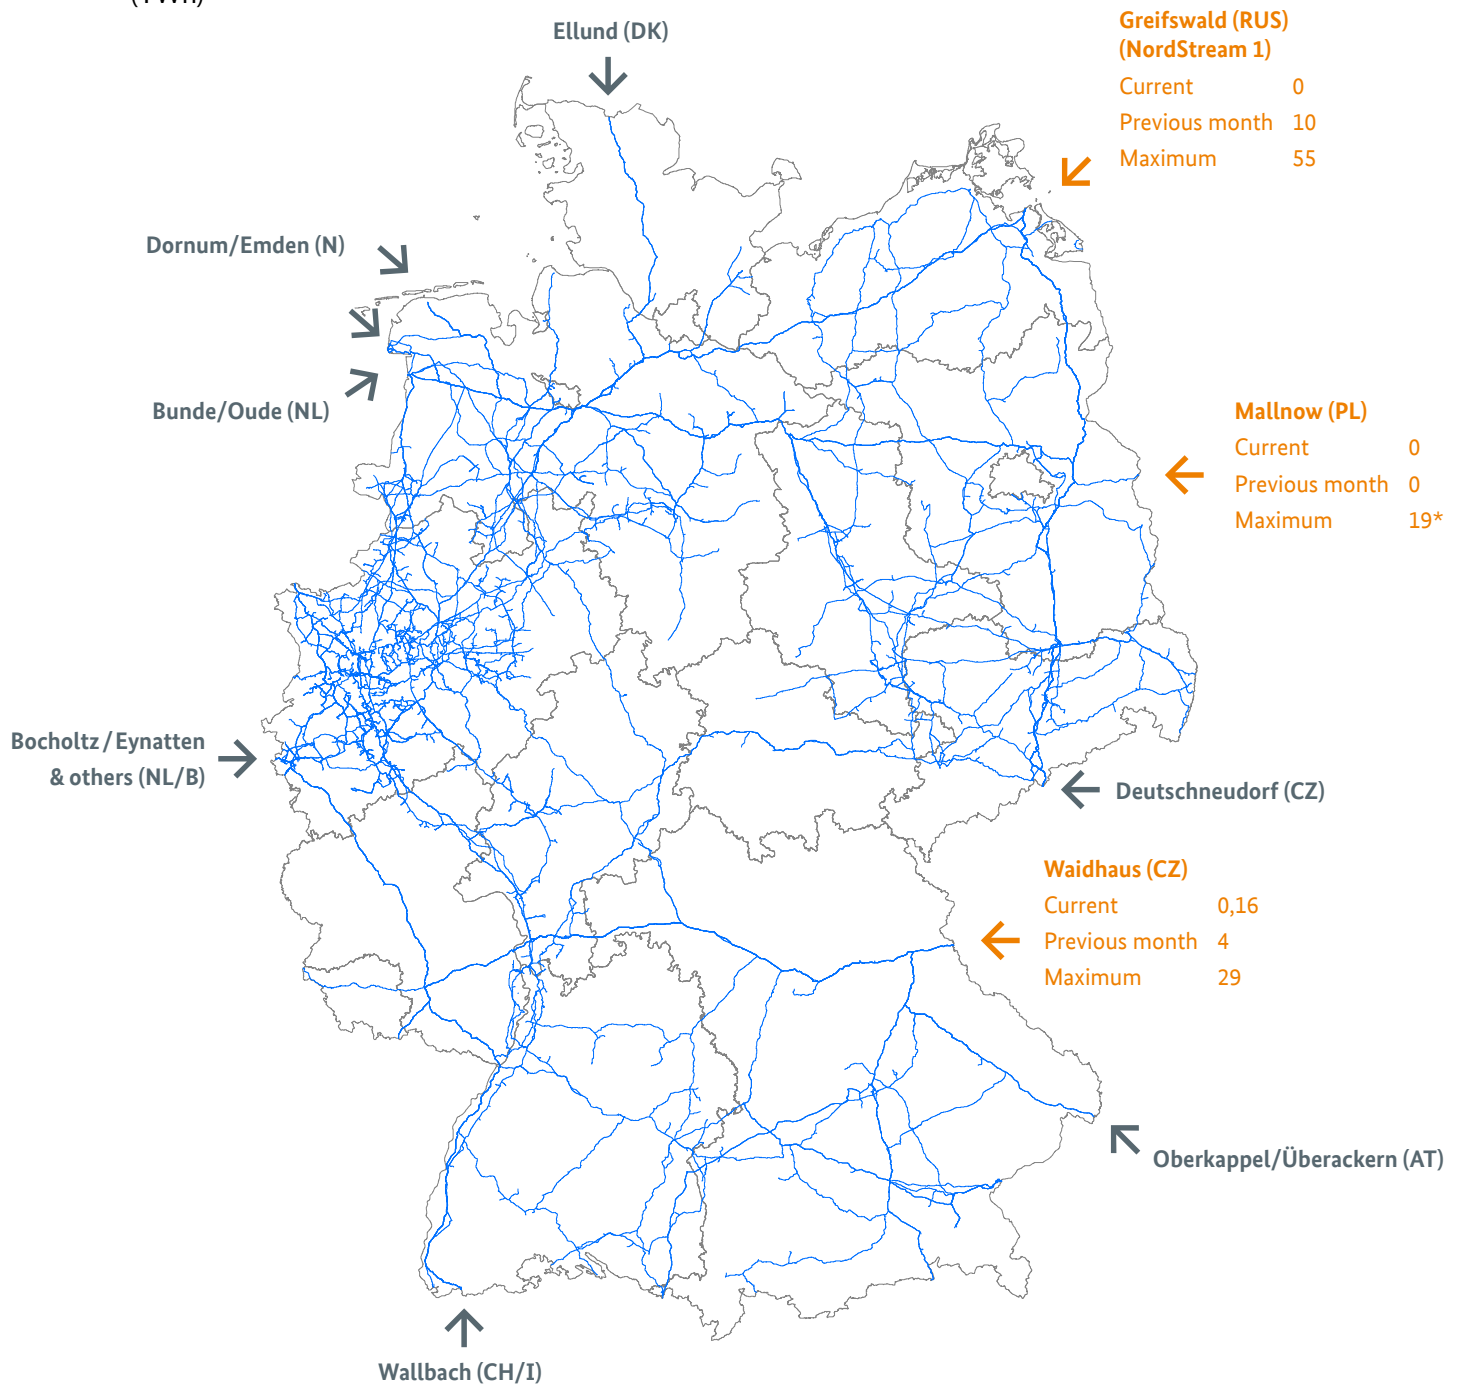 (TWh)
Ellund (DK)
Greifswald (RUS)
(NordStream 1)
Current 0
Previous month 10
Maximum 55
Dornum/Emden (N)
Bunde/Oude (NL)
Mallnow (PL)
Current 0
Previous month 0
Maximum 19*
Bocholtz / Eynatten
& others (NL/B)
Deutschneudorf (CZ)
Waidhaus (CZ)
Current 0,16
Previous month 4
Maximum 29
Oberkappel/Überackern (AT)
Wallbach (CH/I)